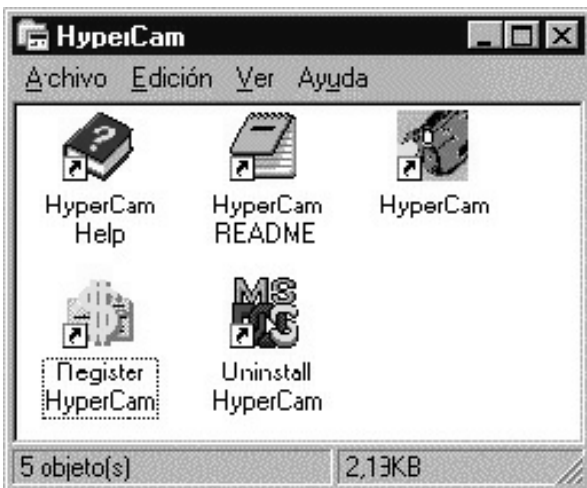 HyperCam
Archivo Edición Ver Ayuda
HyperCam
Help
HyperCam
README
HyperCam
Register
HyperCam
MS
DOS
Uninstall
HyperCam
5 objeto(s)
2,13KB